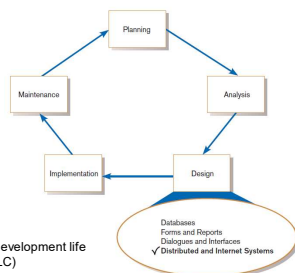 Planning
Maintenance
Analysis
Implementation
Design
Databases
Forms and Reports
Dialogues and Interfaces
✓ Distributed and Internet Systems
evelopment life
LC)